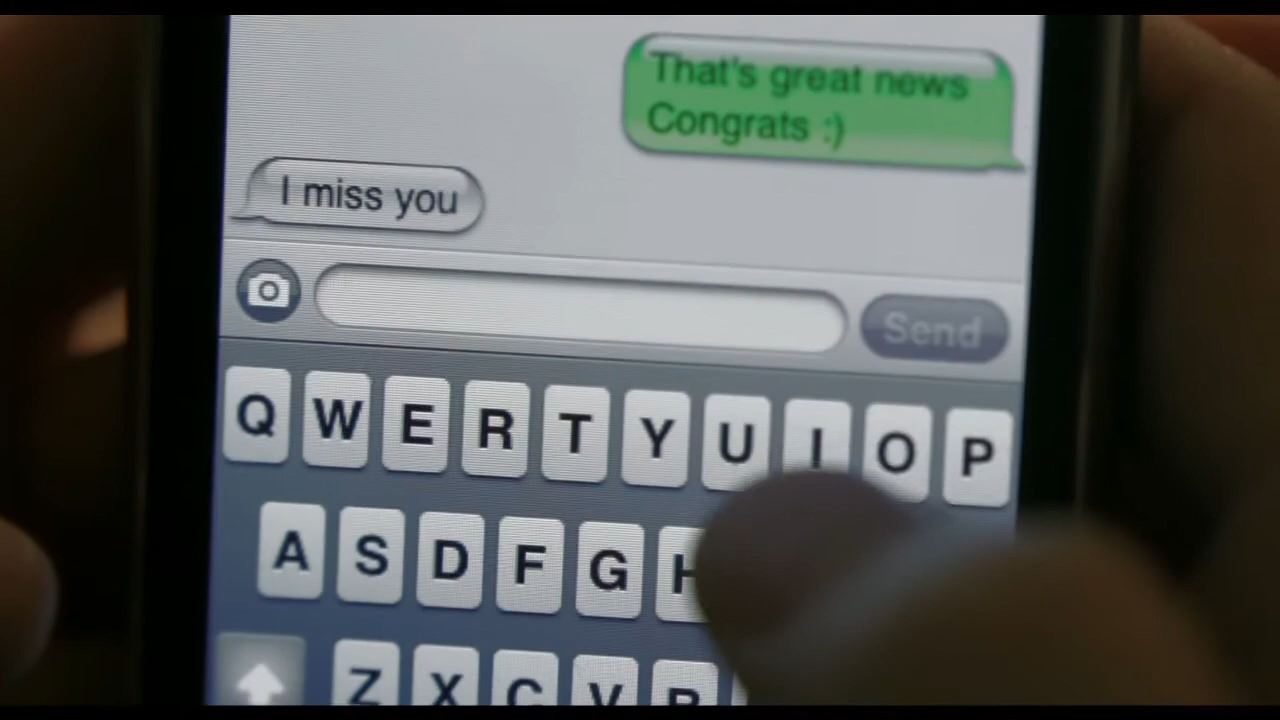 That's great news
Congrats :)
I miss you
Send
Q W E R T Y U I O P
A S D F G H
Z X C V B